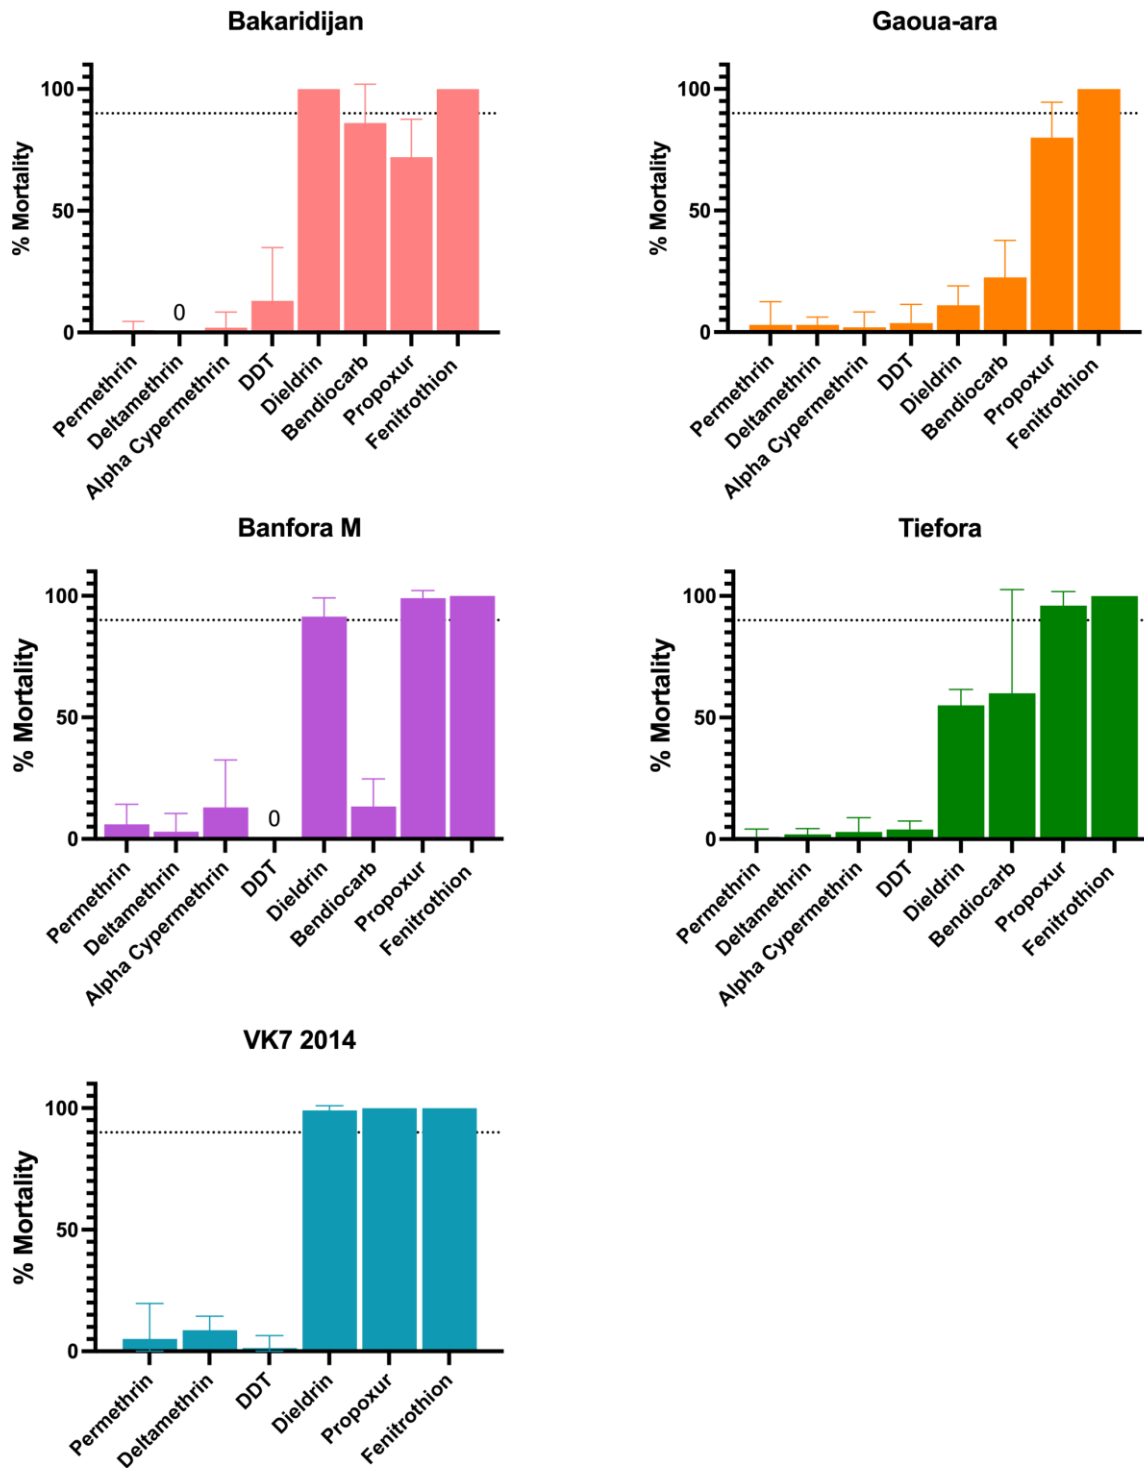 Bakaridijan
% Mortality
100
50
0
0
Permethrin
Deltamethrin
Alpha Cypermethrin
DDT
Dieldrin
Bendiocarb
Propoxur
Fenitrothion
Gaoua-ara
% Mortality
100
50
0
Permethrin
Deltamethrin
Alpha Cypermethrin
DDT
Dieldrin
Bendiocarb
Propoxur
Fenitrothion
Banfora M
% Mortality
100
50
0
0
Permethrin
Deltamethrin
Alpha Cypermethrin
DDT
Dieldrin
Bendiocarb
Propoxur
Fenitrothion
Tiefora
% Mortality
100
50
0
Permethrin
Deltamethrin
Alpha Cypermethrin
DDT
Dieldrin
Bendiocarb
Propoxur
Fenitrothion
VK7 2014
% Mortality
100
50
0
Permethrin
Deltamethrin
DDT
Dieldrin
Propoxur
Fenitrothion